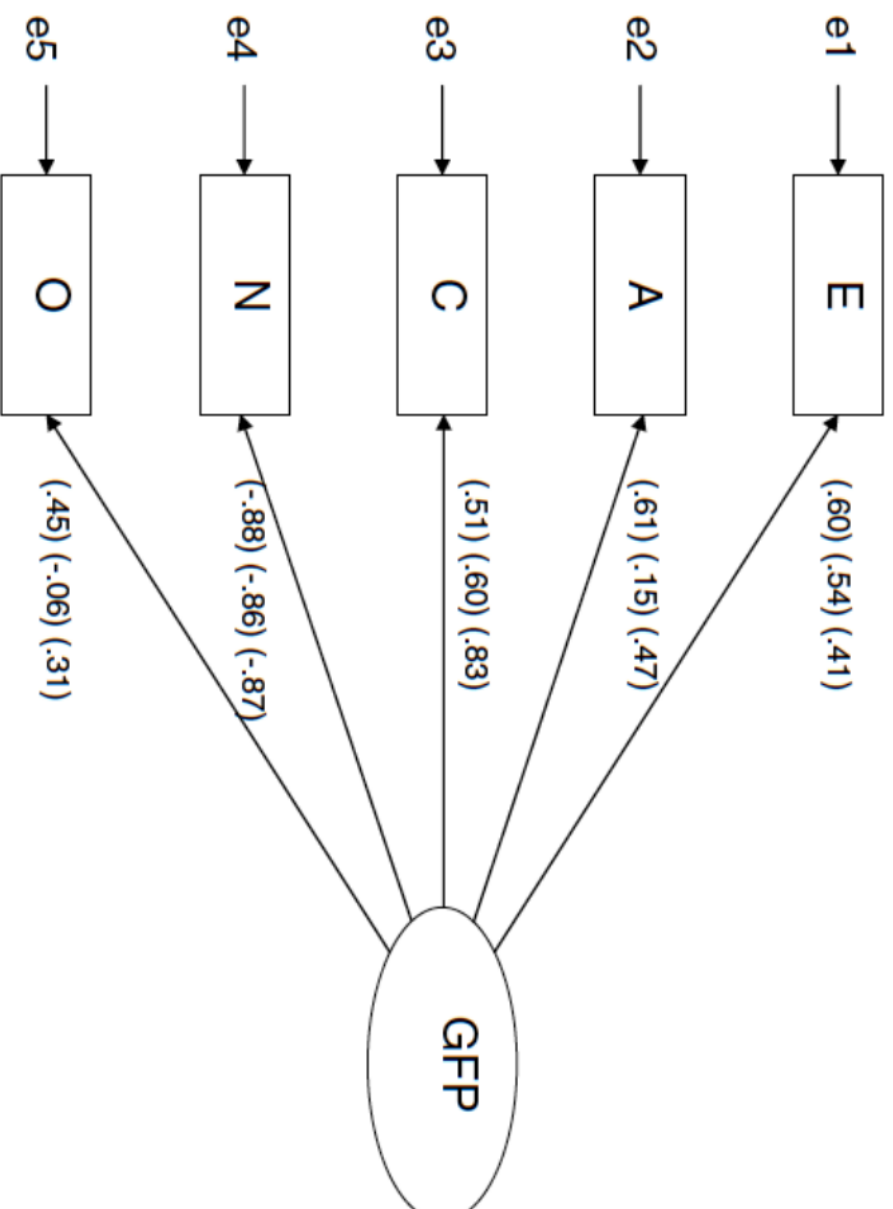 e1
E
(.60) (.54) (.41)
e2
A
(.61) (.15) (.47)
e3
C
(.51) (.60) (.83)
e4
N
(-.88) (-.86) (-.87)
e5
O
(.45) (-.06) (.31)
GFP